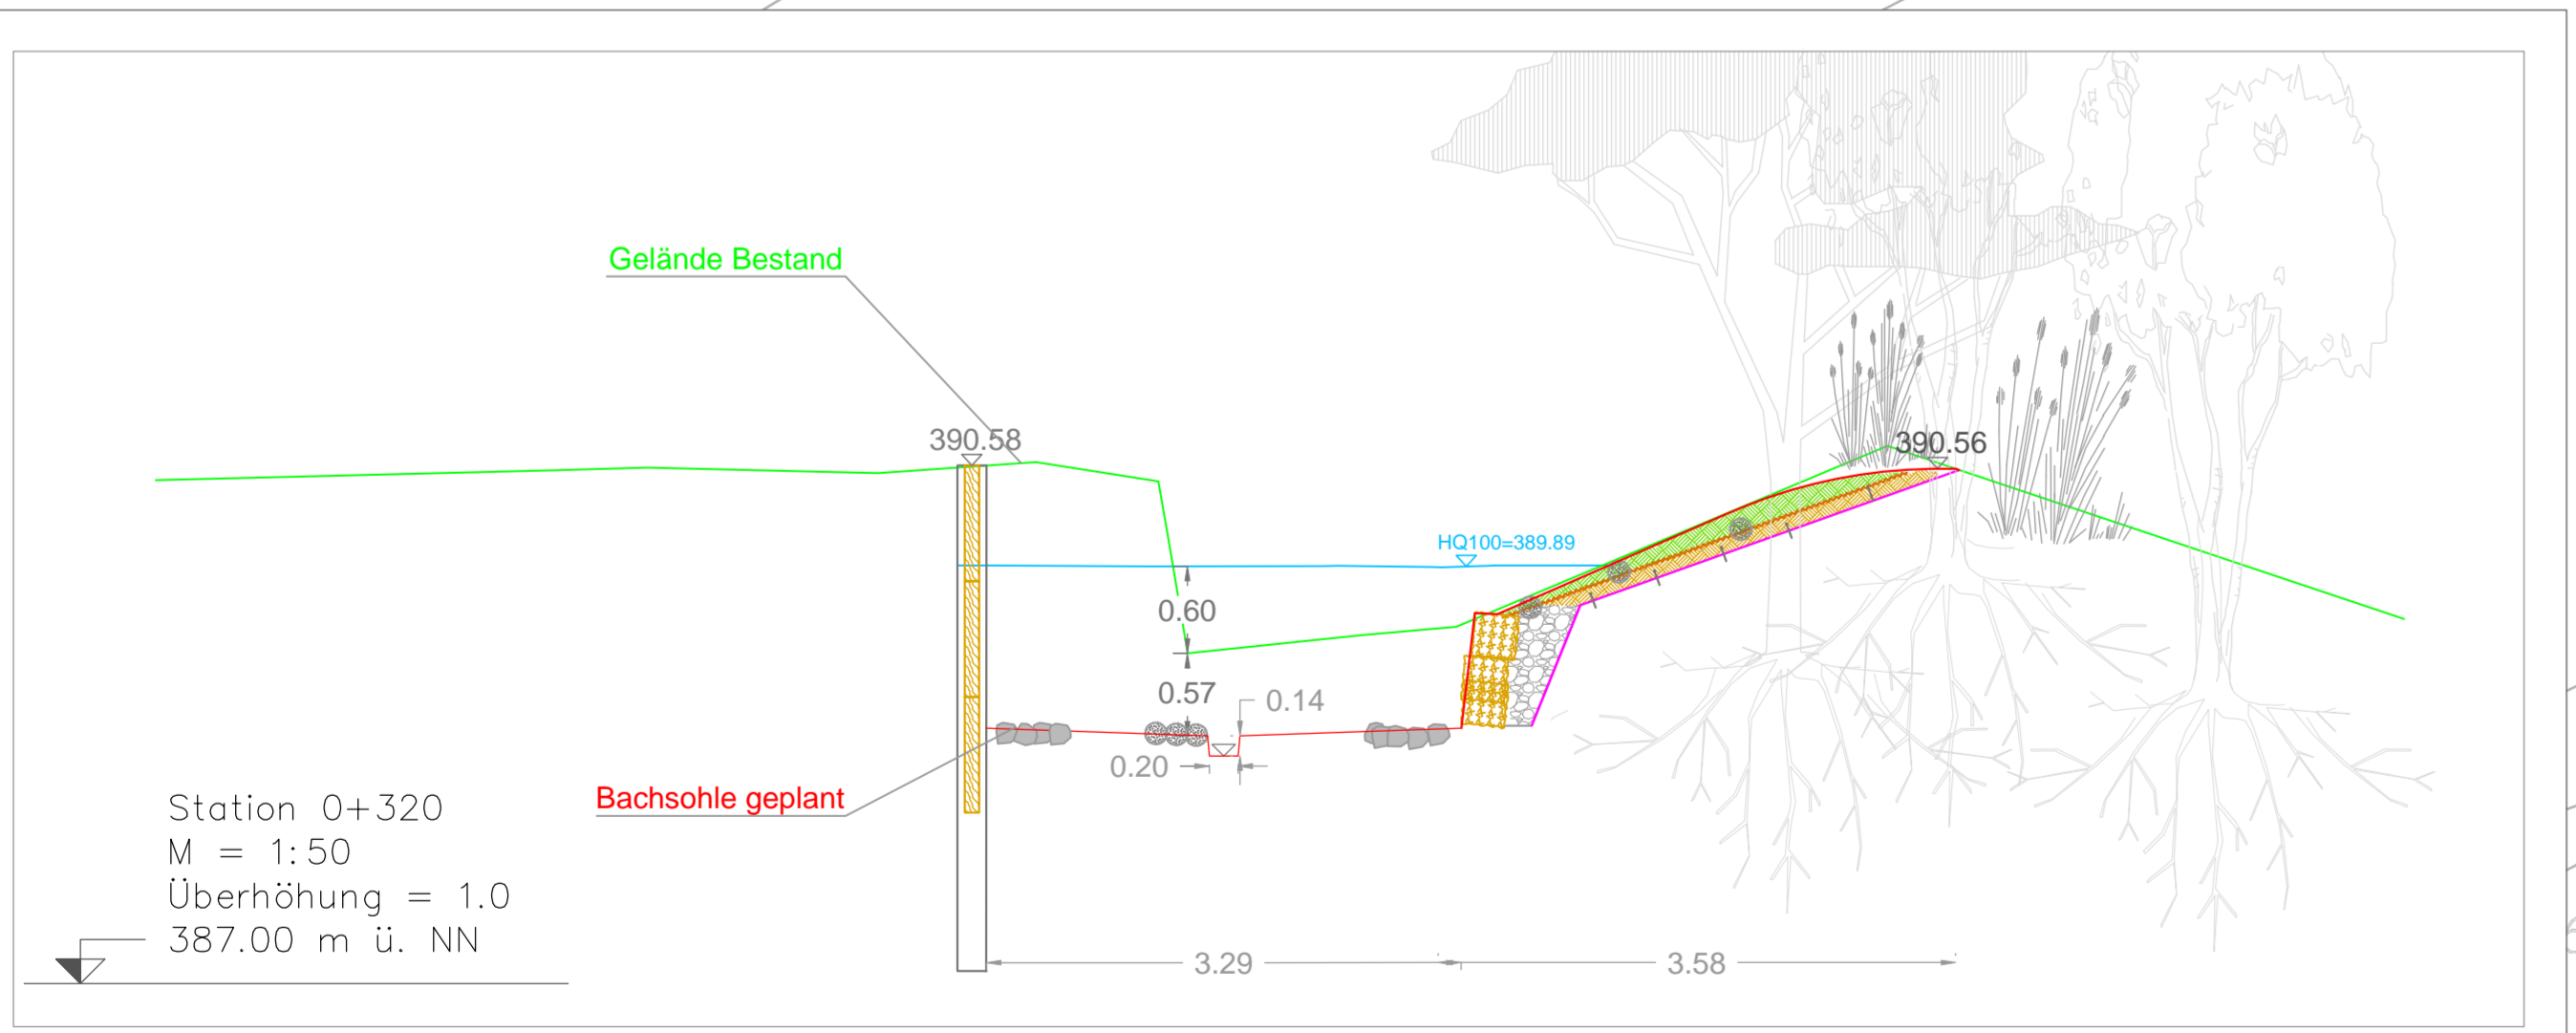 Gelände Bestand
390.58
390.56
HQ100=389.89
0.60
0.57
0.14
0.20
Bachsohle geplant
Station 0+320
M = 1:50
Überhöhung = 1.0
387.00 m ü. NN
3.29
3.58